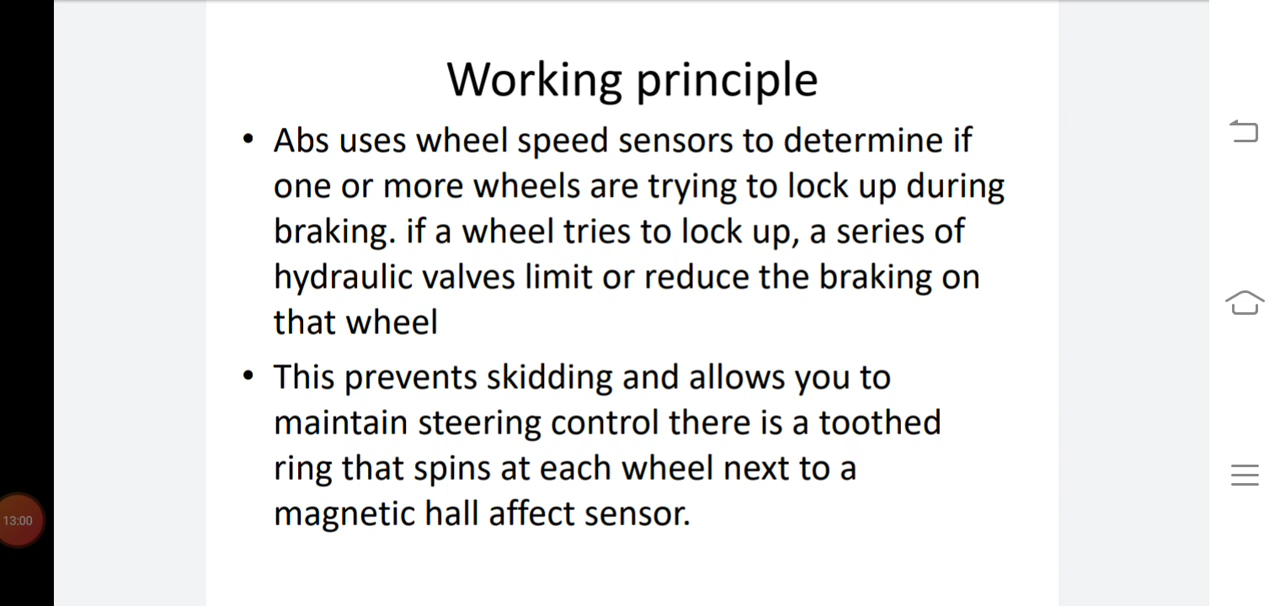 Working principle
• Abs uses wheel speed sensors to determine if
one or more wheels are trying to lock up during
braking. if a wheel tries to lock up, a series of
hydraulic valves limit or reduce the braking on
that wheel
• This prevents skidding and allows you to
maintain steering control there is a toothed
ring that spins at each wheel next to a
magnetic hall affect sensor.
13:00